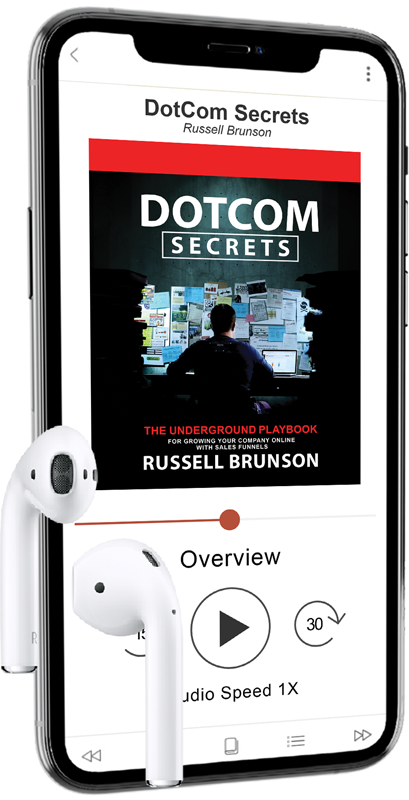 DotCom Secrets
Russell Brunson
DOTCOM
SECRETS
THE UNDERGROUND PLAYBOOK
FOR GROWING YOUR COMPANY ONLINE
WITH SALES FUNNELS
RUSSELL BRUNSON
Overview
15
30
udio Speed 1X